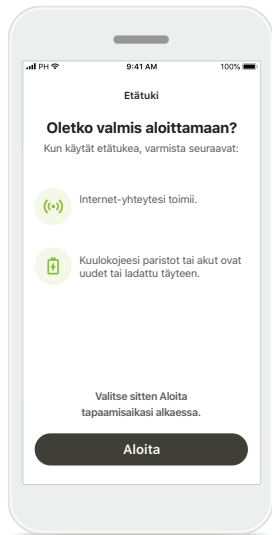 PH 9:41 AM 100%
Etätuki
Oletko valmis aloittamaan?
Kun käytät etätukea, varmista seuraavat:
Internet-yhteytesi toimii.
Kuulokojeesi paristot tai akut ovat
uudet tai ladattu täyteen.
Valitse sitten Aloita
tapaamisaikasi alkaessa.
Aloita